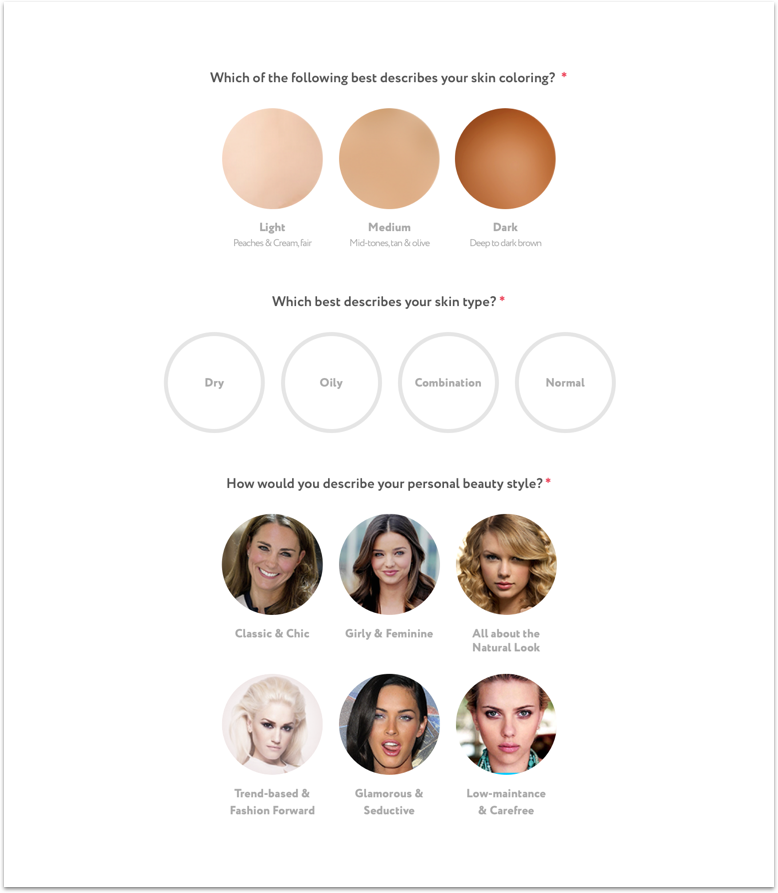 Which of the following best describes your skin coloring? *
Light
Medium
Dark
Peaches & Cream, fair
Mid-tones, tan & olive
Deep to dark brown
Which best describes your skin type? *
Dry
Oily
Combination
Normal
How would you describe your personal beauty style? *
Classic & Chic
Girly & Feminine
All about the
Natural Look
Trend-based &
Fashion Forward
Glamorous &
Seductive
Low-maintance
& Carefree